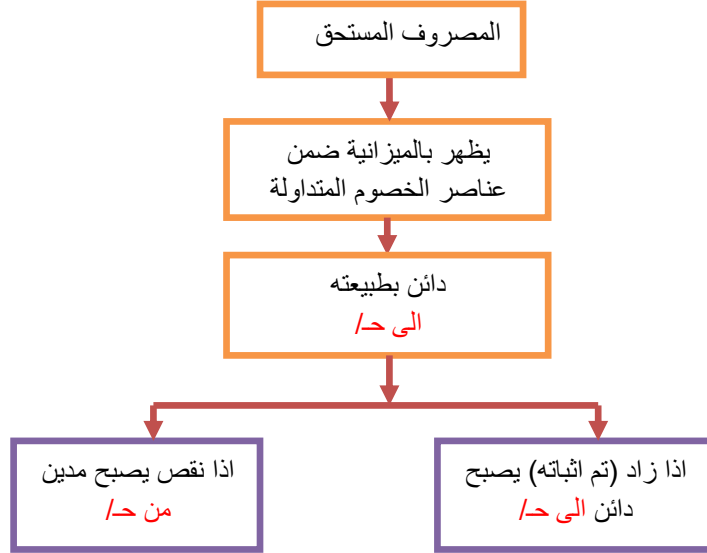 المصروف المستحق
يظهر بالميزانية ضمن
عناصر الخصوم المتداولة
دائن بطبيعته
الى حـ/
اذا زاد (تم اثباته) يصبح
دائن الى حـ/
اذا نقص يصبح مدين
من حـ/